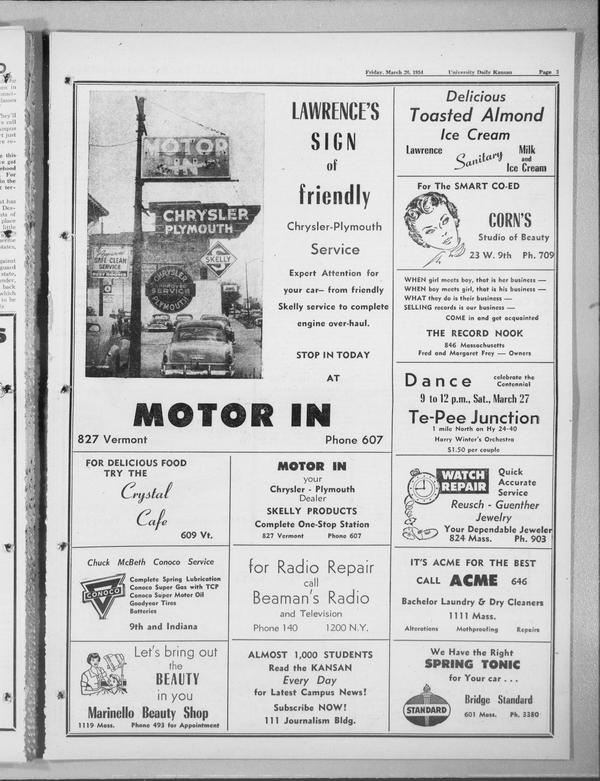 Friday, March 26, 1954 University Daily Kansan Page 5
MOTOR
IN
CHRYSLER
PLYMOUTH
SKELLY
SAFE CLEAN
SERVICE
CHRYSLER
APPROVED
SERVICE
PLYMOUTH
LAWRENCE'S
SIGN
of
friendly
Chrysler-Plymouth
Service
Expert Attention for
your car— from friendly
Skelly service to complete
engine over-haul.
STOP IN TODAY
AT
MOTOR IN
827 Vermont Phone 607
Delicious
Toasted Almond
Ice Cream
Lawrence Sanitary Milk
and
Ice Cream
For The SMART CO-ED
GORN'S
Studio of Beauty
23 W. 9th Ph. 709
WHEN girl meets boy, that is her business —
WHEN boy meets girl, that is his business —
WHAT they do is their business —
SELLING records is our business —
COME in and get acquainted
THE RECORD NOOK
846 Massachusetts
Fred and Margaret Frey — Owners
Dance celebrate the
Centennial
9 to 12 p.m., Sat., March 27
Te-Pee Junction
1 mile North on Hy 24-40
Harry Winter's Orchestra
$1.50 per couple
FOR DELICIOUS FOOD
TRY THE
Crystal
Cafe
609 Vt.
MOTOR IN
your
Chrysler - Plymouth
Dealer
SKELLY PRODUCTS
Complete One-Stop Station
827 Vermont Phone 607
WATCH
REPAIR
Quick
Accurate
Service
Reusch - Guenther
Jewelry
Your Dependable Jeweler
824 Mass. Ph. 903
Chuck McBeth Conoco Service
CONOCO
Complete Spring Lubrication
Conoco Super Gas with TCP
Conoco Super Motor Oil
Goodyear Tires
Batteries
9th and Indiana
for Radio Repair
call
Beaman's Radio
and Television
Phone 140 1200 N.Y.
IT'S ACME FOR THE BEST
CALL ACME 646
Bachelor Laundry & Dry Cleaners
1111 Mass.
Alterations Mothproofing Repairs
Let's bring out
the
BEAUTY
in you
Marinello Beauty Shop
1119 Mass. Phone 493 for Appointment
ALMOST 1,000 STUDENTS
Read the KANSAN
Every Day
for Latest Campus News!
Subscribe NOW!
111 Journalism Bldg.
We Have the Right
SPRING TONIC
for Your car . . .
STANDARD
Bridge Standard
601 Mass. Ph. 3380